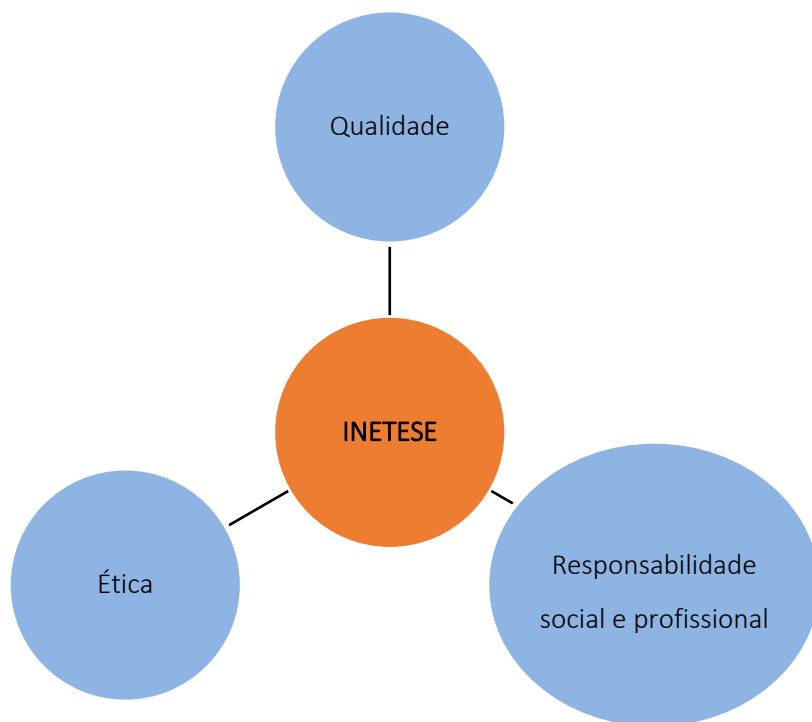 Qualidade
INETESE
Ética
Responsabilidade
social e profissional